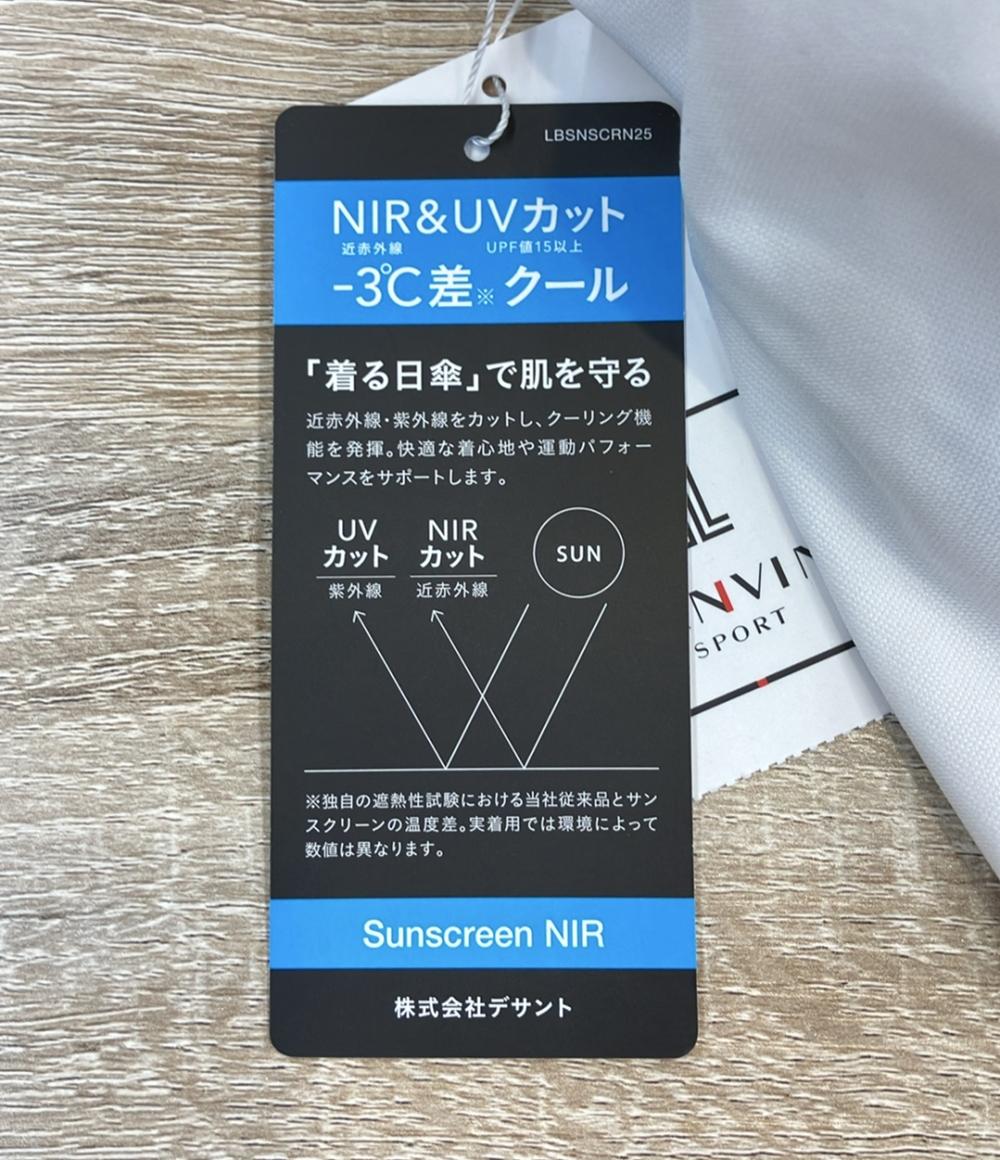 LBSNSCRN25
NIR&UVカット
近赤外線 UPF値15以上
-3℃差※ クール
「着る日傘」で肌を守る
近赤外線・紫外線をカットし、クーリング機
能を発揮。快適な着心地や運動パフォー
マンスをサポートします。
UV
カット
紫外線
NIR
カット
近赤外線
SUN
※独自の遮熱性試験における当社従来品とサン
スクリーンの温度差。実着用では環境によって
数値は異なります。
Sunscreen NIR
株式会社デサント
NVIN
SPORT